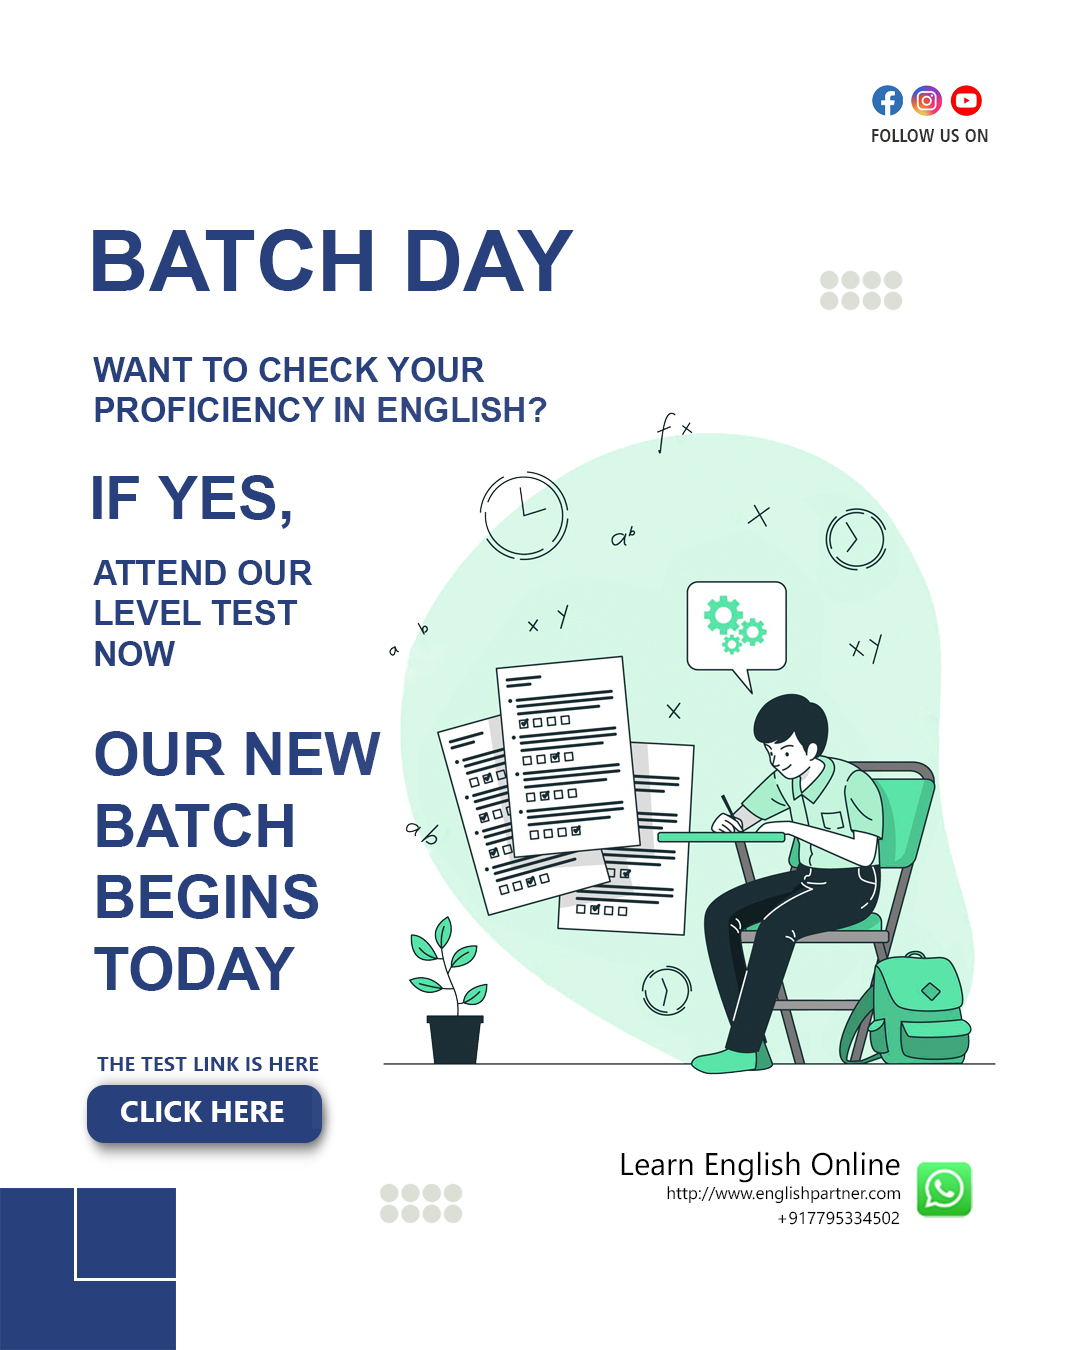 FOLLOW US ON
BATCH DAY
WANT TO CHECK YOUR
PROFICIENCY IN ENGLISH?
IF YES,
ATTEND OUR
LEVEL TEST
NOW
OUR NEW
BATCH
BEGINS
TODAY
THE TEST LINK IS HERE
CLICK HERE
f x
a b
X
x y
a b
x y
x
a b
Learn English Online
http://www.englishpartner.com
+917795334502